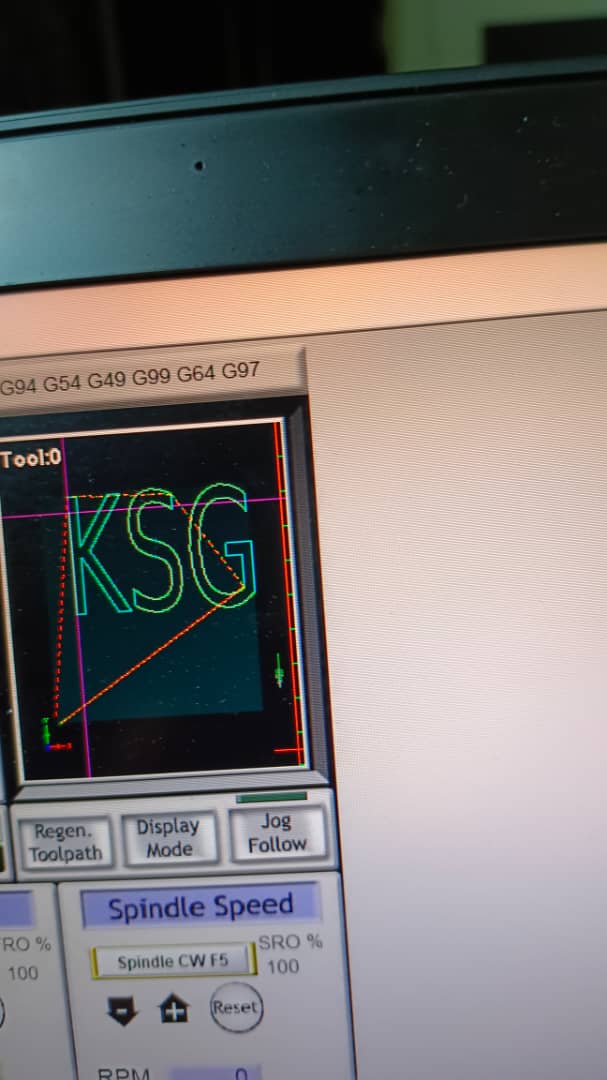 G94 G54 G49 G99 G64 G97
Tool:0
KSG
Regen. Toolpath
Display Mode
Jog Follow
Spindle Speed
RO %
100
Spindle CW F5
SRO %
100
Reset
RPM
0